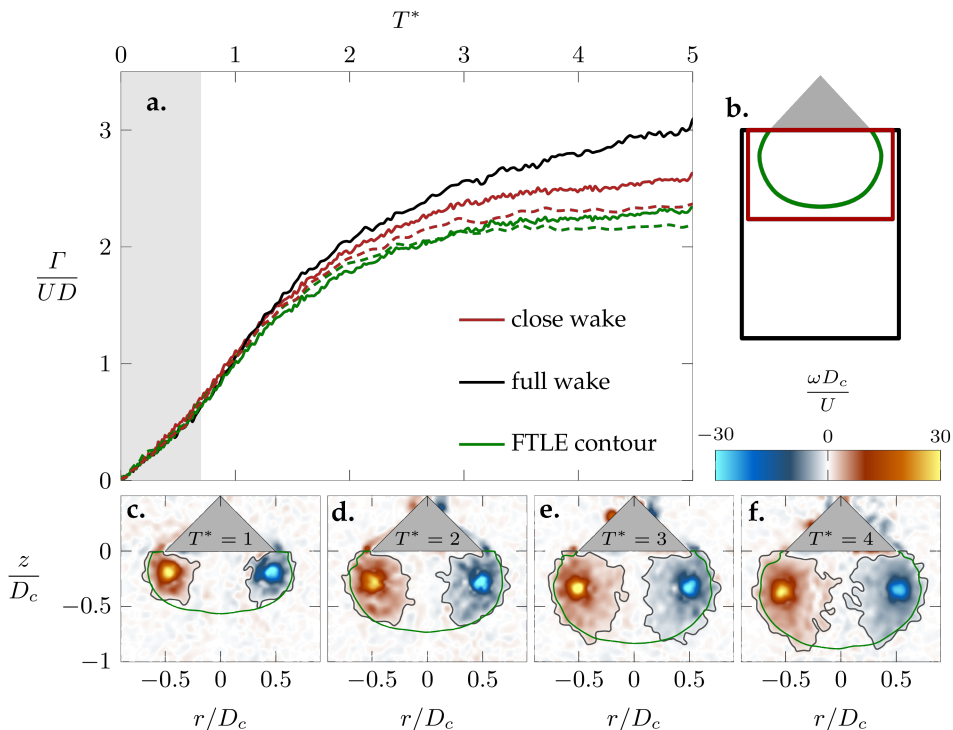 T*
0 1 2 3 4 5
a.
b.
3
2
1
0
Γ
UD
close wake
full wake
FTLE contour
ωD_c
U
−30 0 30
c. d. e. f.
T* = 1 T* = 2 T* = 3 T* = 4
z
D_c
0
−0.5
−1
−0.5 0 0.5 −0.5 0 0.5 −0.5 0 0.5 −0.5 0 0.5
r/D_c r/D_c r/D_c r/D_c